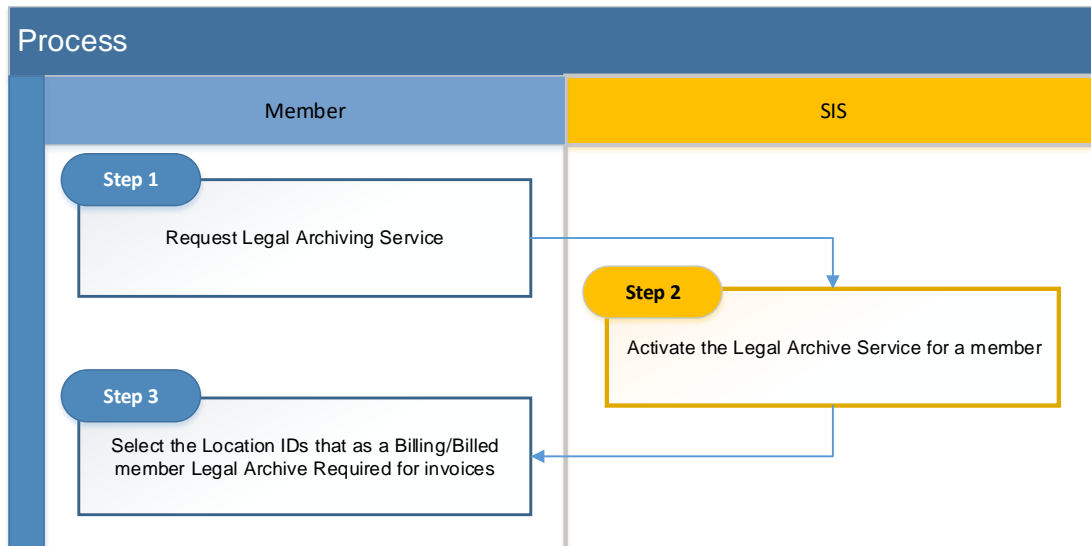 Process
Member
SIS
Step 1
Request Legal Archiving Service
Step 2
Activate the Legal Archive Service for a member
Step 3
Select the Location IDs that as a Billing/Billed
member Legal Archive Required for invoices